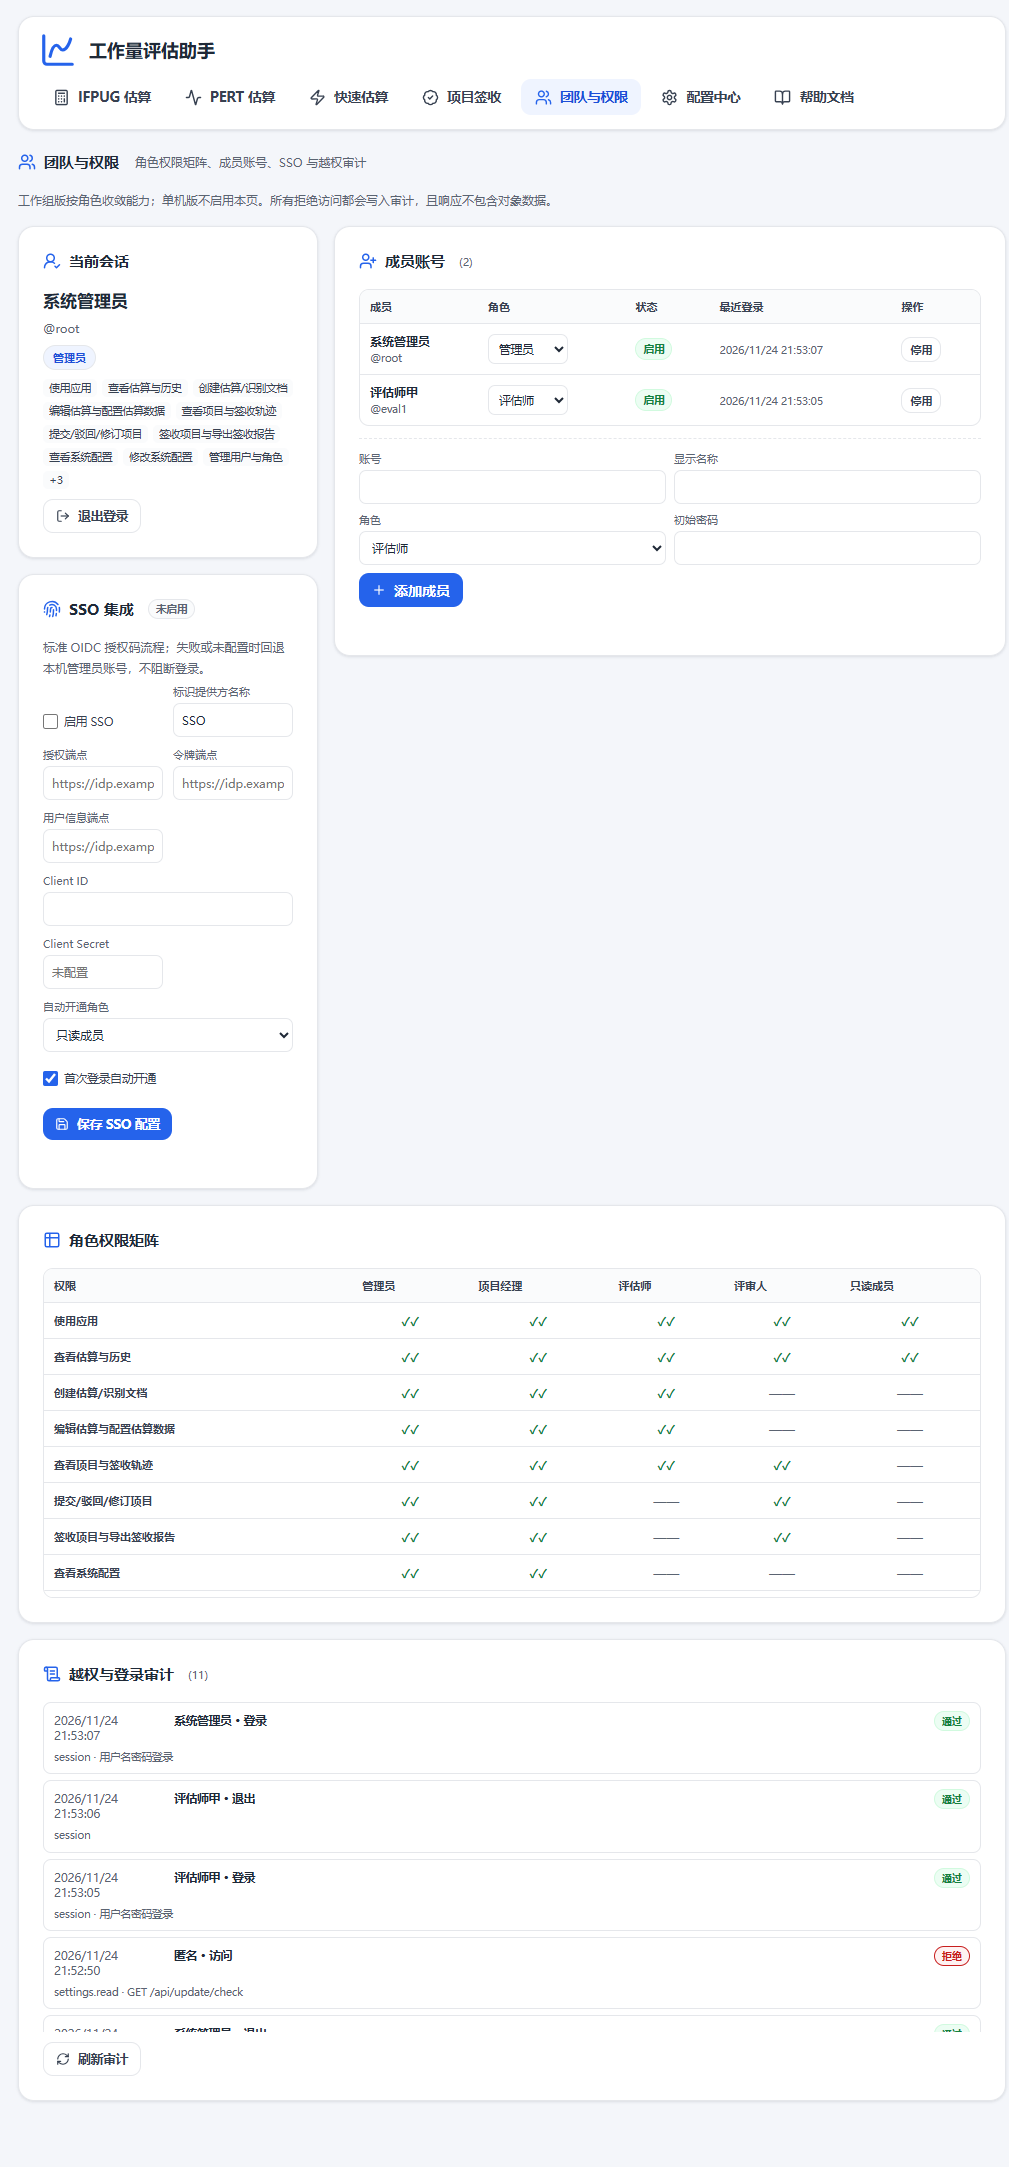 工作量评估助手
IFPUG 估算 PERT 估算 快速估算 项目签收 团队与权限 配置中心 帮助文档
团队与权限 角色权限矩阵、成员账号、SSO 与越权审计
工作组版按角色收敛能力；单机版不启用本页。所有拒绝访问都会写入审计，且响应不包含对象数据。
当前会话
系统管理员
@root
管理员
使用应用 查看估算与历史 创建估算/识别文档
编辑估算与配置估算数据 查看项目与签收轨迹
提交/驳回/修订项目 签收项目与导出签收报告
查看系统配置 修改系统配置 管理用户与角色
+3
退出登录
成员账号 (2)
成员 角色 状态 最近登录 操作
系统管理员 管理员 启用 2026/11/24 21:53:07 停用
@root
评估师甲 评估师 启用 2026/11/24 21:53:05 停用
@eval1
账号 显示名称
角色 初始密码
评估师
+ 添加成员
SSO 集成 未启用
标准 OIDC 授权码流程；失败或未配置时回退
本机管理员账号，不阻断登录。
标识提供方名称
启用 SSO SSO
授权端点 令牌端点
https://idp.examp https://idp.examp
用户信息端点
https://idp.examp
Client ID
Client Secret
未配置
自动开通角色
只读成员
首次登录自动开通
保存 SSO 配置
角色权限矩阵
权限 管理员 项目经理 评估师 评审人 只读成员
使用应用 ✓✓ ✓✓ ✓✓ ✓✓ ✓✓
查看估算与历史 ✓✓ ✓✓ ✓✓ ✓✓ ✓✓
创建估算/识别文档 ✓✓ ✓✓ ✓✓ —— ——
编辑估算与配置估算数据 ✓✓ ✓✓ ✓✓ —— ——
查看项目与签收轨迹 ✓✓ ✓✓ ✓✓ ✓✓ ——
提交/驳回/修订项目 ✓✓ ✓✓ —— ✓✓ ——
签收项目与导出签收报告 ✓✓ ✓✓ —— ✓✓ ——
查看系统配置 ✓✓ ✓✓ —— —— ——
越权与登录审计 (11)
2026/11/24 系统管理员 · 登录 通过
21:53:07
session · 用户名密码登录
2026/11/24 评估师甲 · 退出 通过
21:53:06
session
2026/11/24 评估师甲 · 登录 通过
21:53:05
session · 用户名密码登录
2026/11/24 匿名 · 访问 拒绝
21:52:50
settings.read · GET /api/update/check
2026/11/24 系统管理员 · 退出 通过
刷新审计